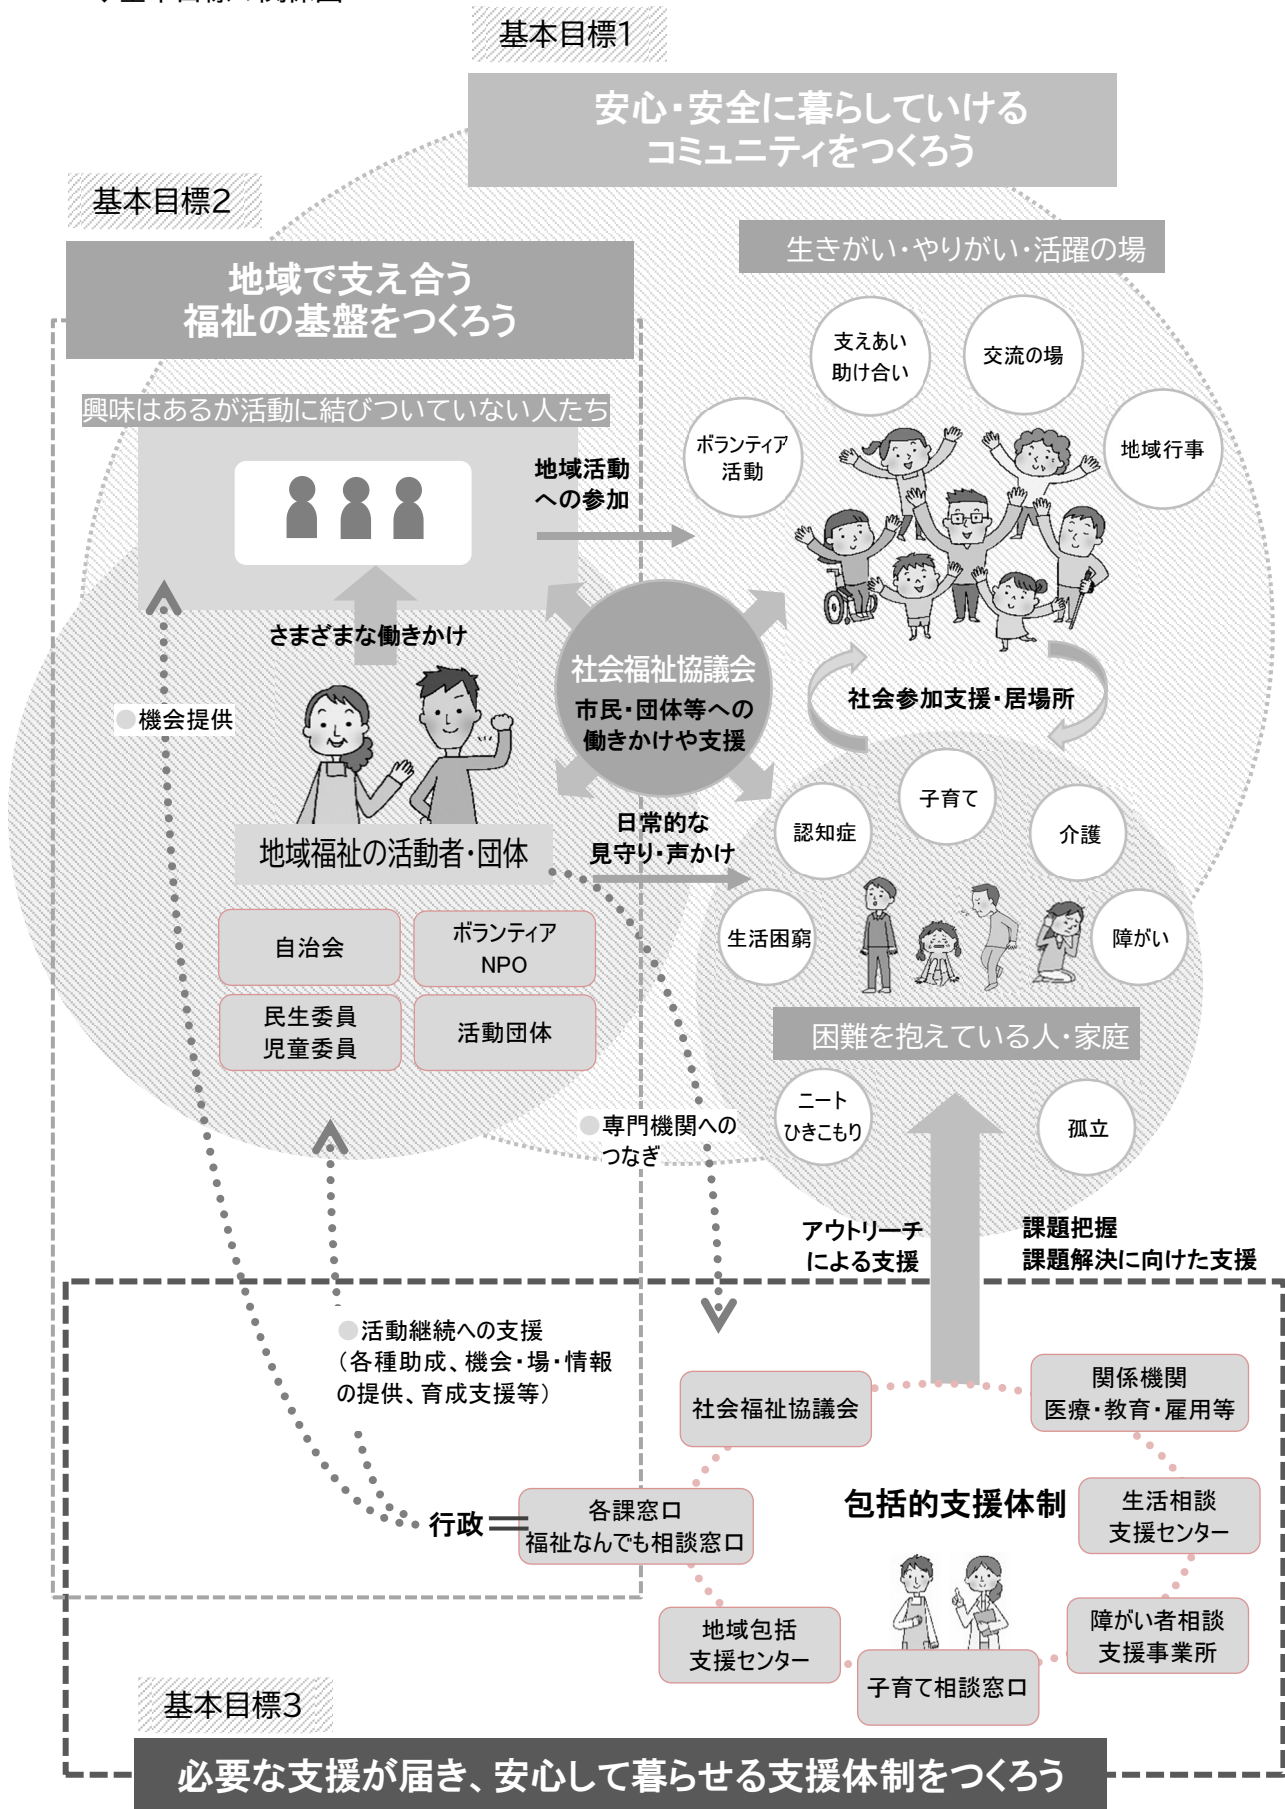 基本目標1
安心・安全に暮らしていける
コミュニティをつくろう
基本目標2
地域で支え合う
福祉の基盤をつくろう
生きがい・やりがい・活躍の場
支えあい
助け合い
交流の場
ボランティア
活動
地域行事
興味はあるが活動に結びついていない人たち
地域活動
への参加
さまざまな働きかけ
社会福祉協議会
市民・団体等への
働きかけや支援
社会参加支援・居場所
●機会提供
地域福祉の活動者・団体
日常的な
見守り・声かけ
自治会
ボランティア
NPO
民生委員
児童委員
活動団体
子育て
認知症
介護
生活困窮
障がい
困難を抱えている人・家庭
ニート
ひきこもり
孤立
●専門機関への
つなぎ
アウトリーチ
による支援
課題把握
課題解決に向けた支援
●活動継続への支援
（各種助成、機会・場・情報
の提供、育成支援等）
社会福祉協議会
関係機関
医療・教育・雇用等
行政
各課窓口
福祉なんでも相談窓口
包括的支援体制
生活相談
支援センター
地域包括
支援センター
子育て相談窓口
障がい者相談
支援事業所
基本目標3
必要な支援が届き、安心して暮らせる支援体制をつくろう